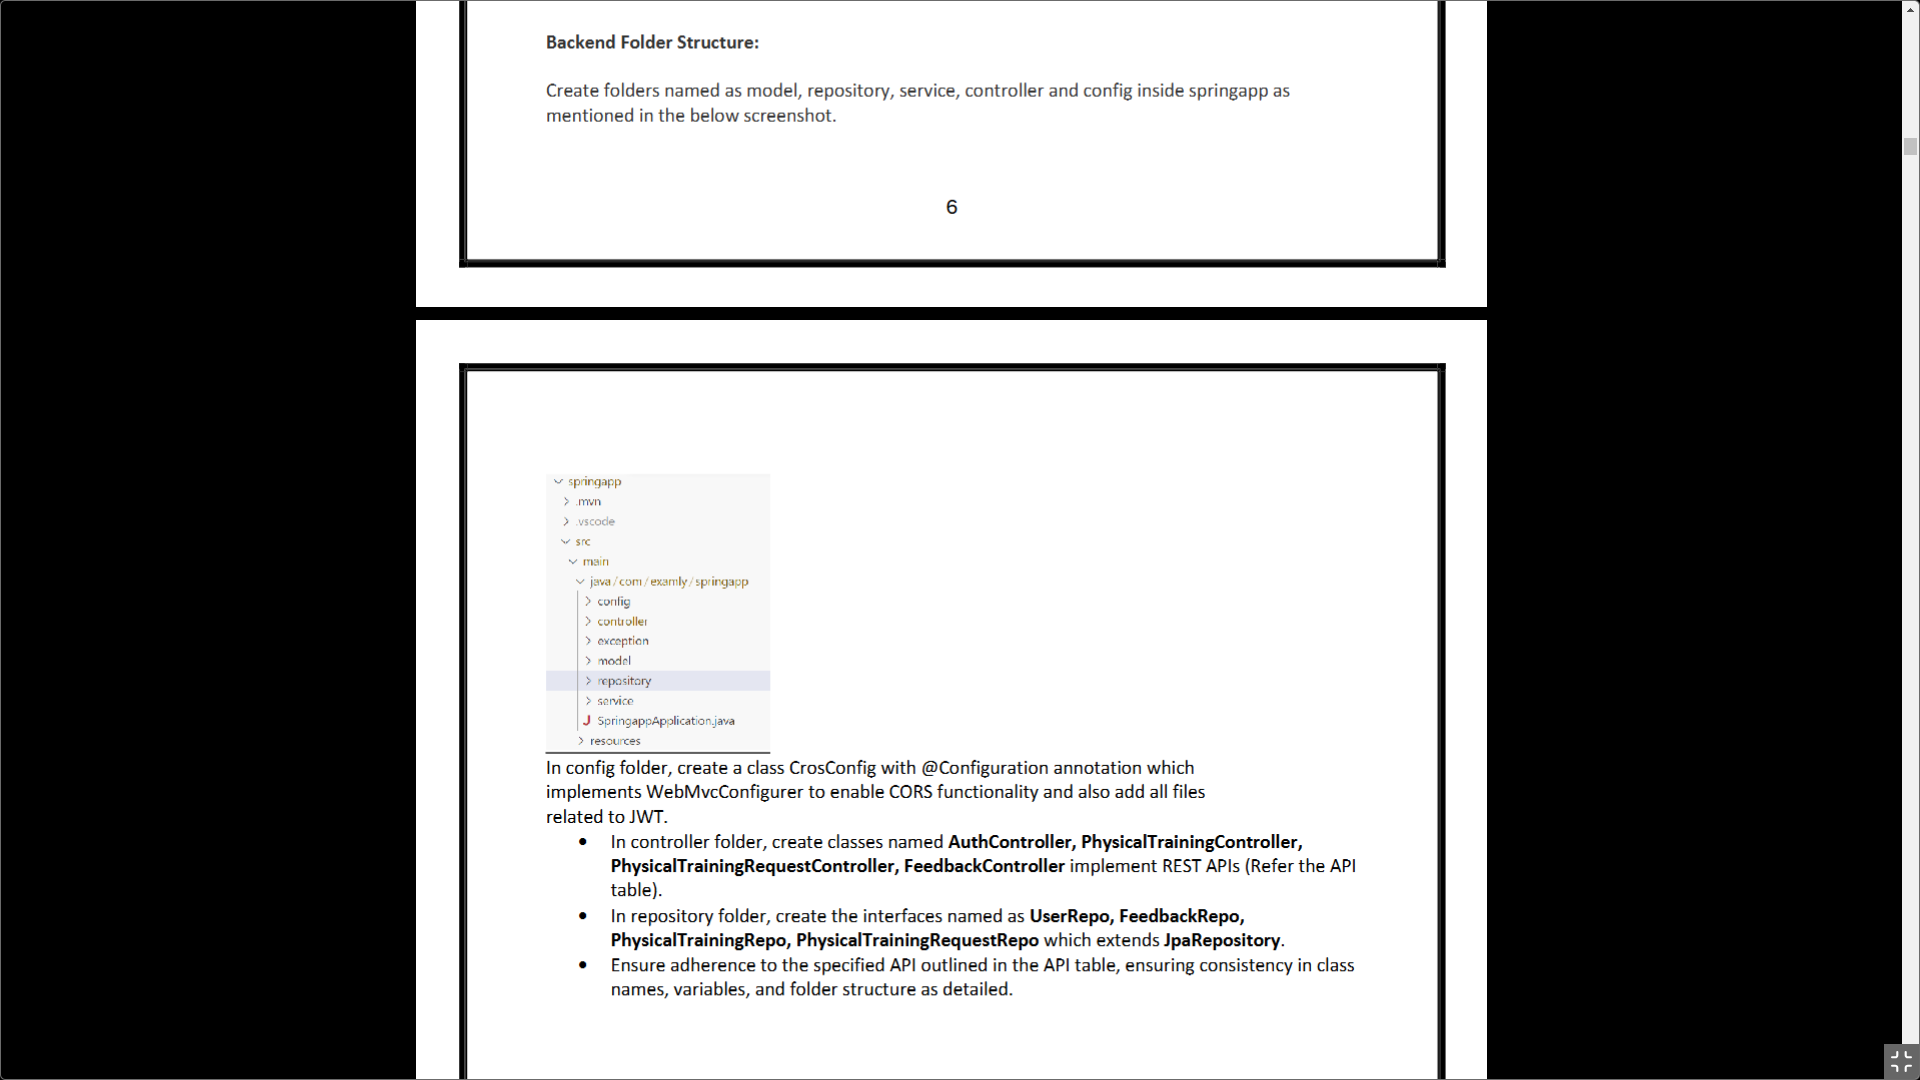 Backend Folder Structure:
Create folders named as model, repository, service, controller and config inside springapp as
mentioned in the below screenshot.
6
springapp
.mvn
.vscode
src
main
java/com/examly/springapp
config
controller
exception
model
repository
service
J SpringappApplication.java
resources
In config folder, create a class CrosConfig with @Configuration annotation which
implements WebMvcConfigurer to enable CORS functionality and also add all files
related to JWT.
• In controller folder, create classes named AuthController, PhysicalTrainingController,
PhysicalTrainingRequestController, FeedbackController implement REST APIs (Refer the API
table).
• In repository folder, create the interfaces named as UserRepo, FeedbackRepo,
PhysicalTrainingRepo, PhysicalTrainingRequestRepo which extends JpaRepository.
• Ensure adherence to the specified API outlined in the API table, ensuring consistency in class
names, variables, and folder structure as detailed.